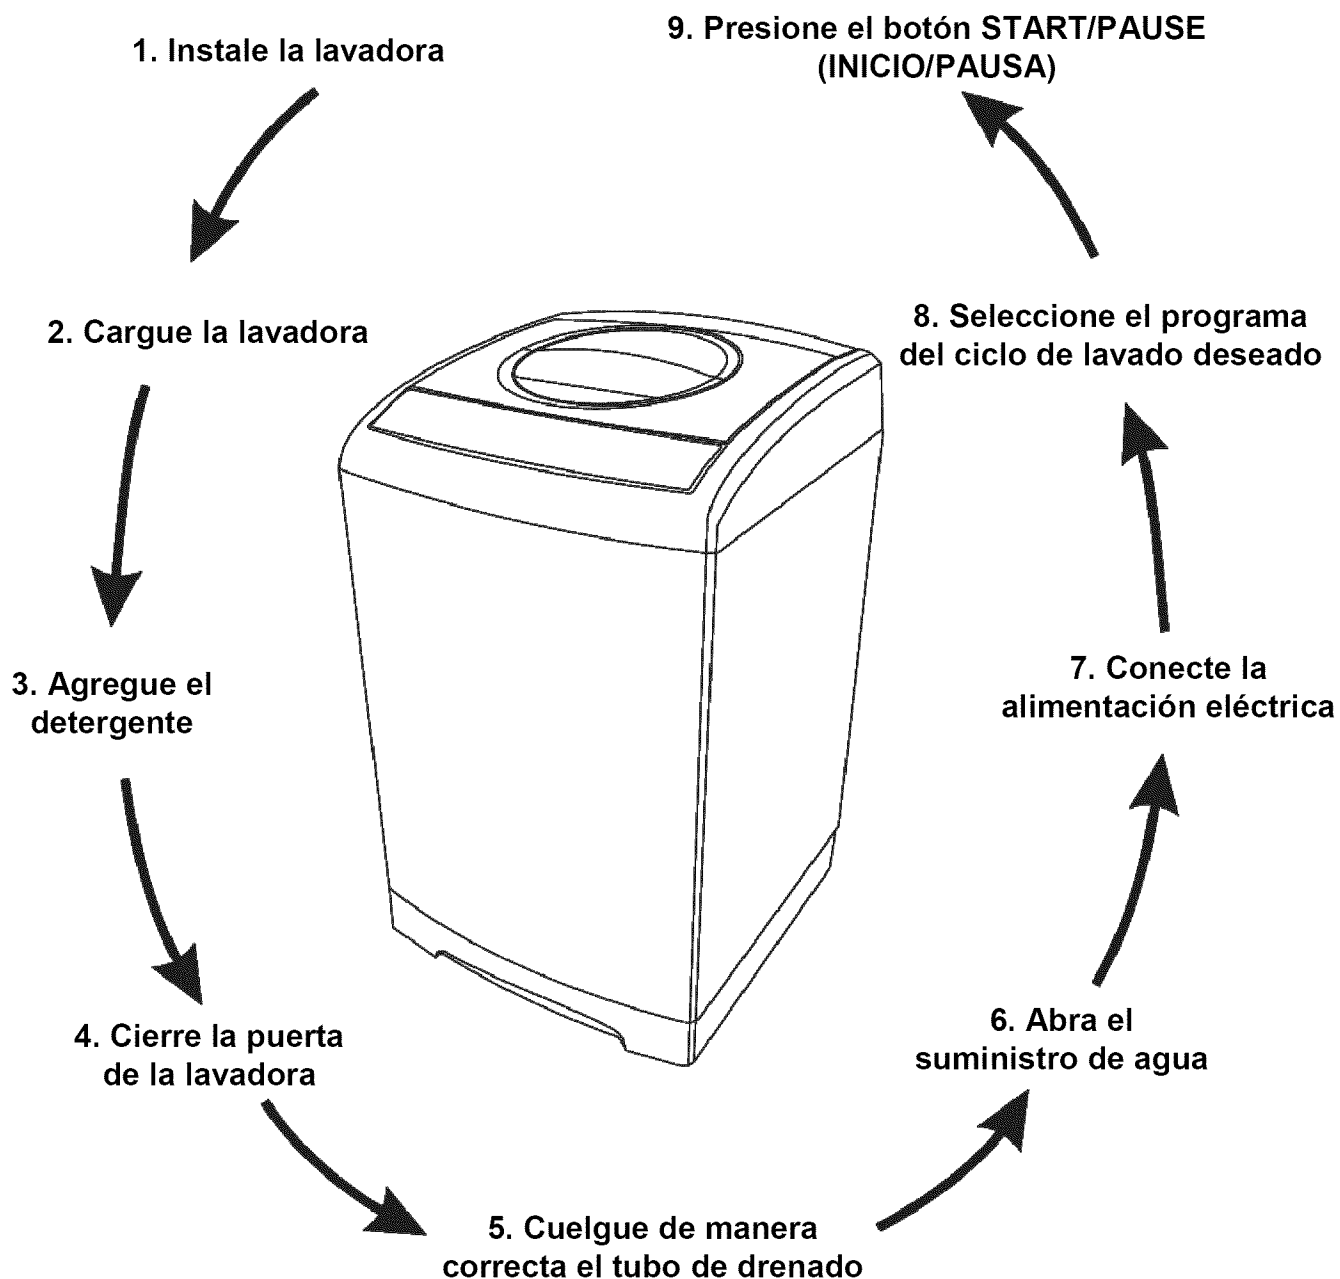 1. Instale la lavadora
2. Cargue la lavadora
3. Agregue el
detergente
4. Cierre la puerta
de la lavadora
5. Cuelgue de manera
correcta el tubo de drenado
6. Abra el
suministro de agua
7. Conecte la
alimentación eléctrica
8. Seleccione el programa
del ciclo de lavado deseado
9. Presione el botón START/PAUSE
(INICIO/PAUSA)